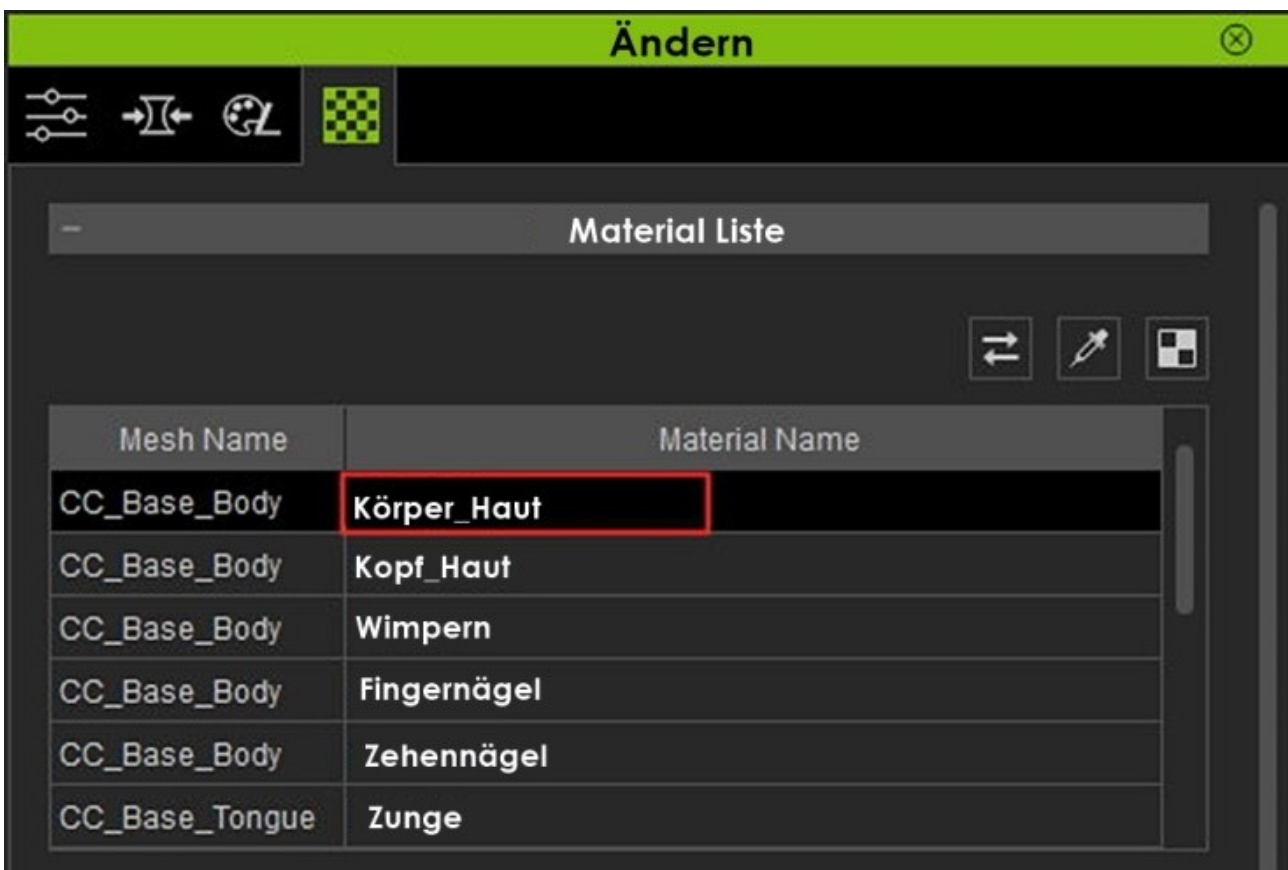 Ändern
Material Liste
Mesh Name Material Name
CC_Base_Body Körper_Haut
CC_Base_Body Kopf_Haut
CC_Base_Body Wimpern
CC_Base_Body Fingernägel
CC_Base_Body Zehennägel
CC_Base_Tongue Zunge